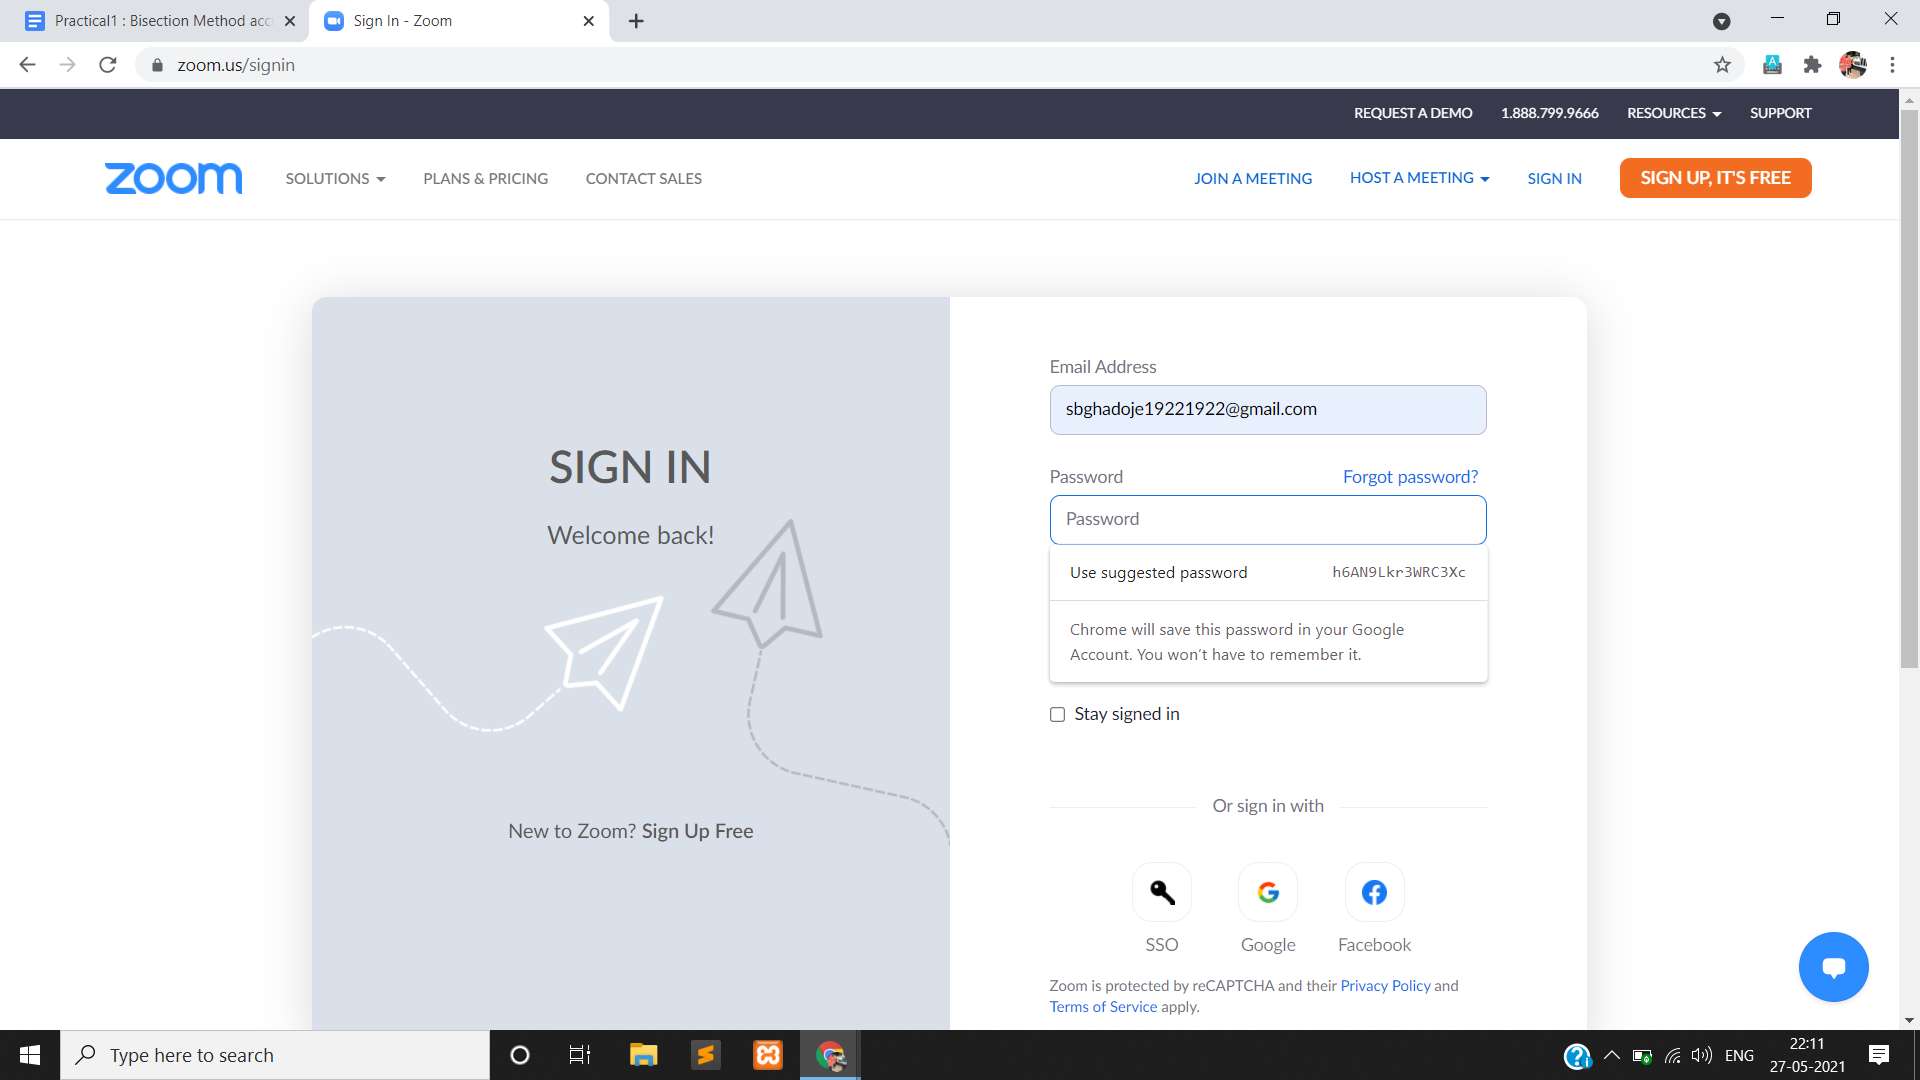 Practical1 : Bisection Method acc
Sign In - Zoom
zoom.us/signin
REQUEST A DEMO
1.888.799.9666
RESOURCES
SUPPORT
zoom
SOLUTIONS
PLANS & PRICING
CONTACT SALES
JOIN A MEETING
HOST A MEETING
SIGN IN
SIGN UP, IT'S FREE
SIGN IN
Welcome back!
New to Zoom? Sign Up Free
Email Address
sbghadoje19221922@gmail.com
Password
Forgot password?
Password
Use suggested password
h6AN9Lkr3WRC3Xc
Chrome will save this password in your Google
Account. You won't have to remember it.
Stay signed in
Or sign in with
SSO
Google
Facebook
Zoom is protected by reCAPTCHA and their Privacy Policy and
Terms of Service apply.
Type here to search
ENG
22:11
27-05-2021